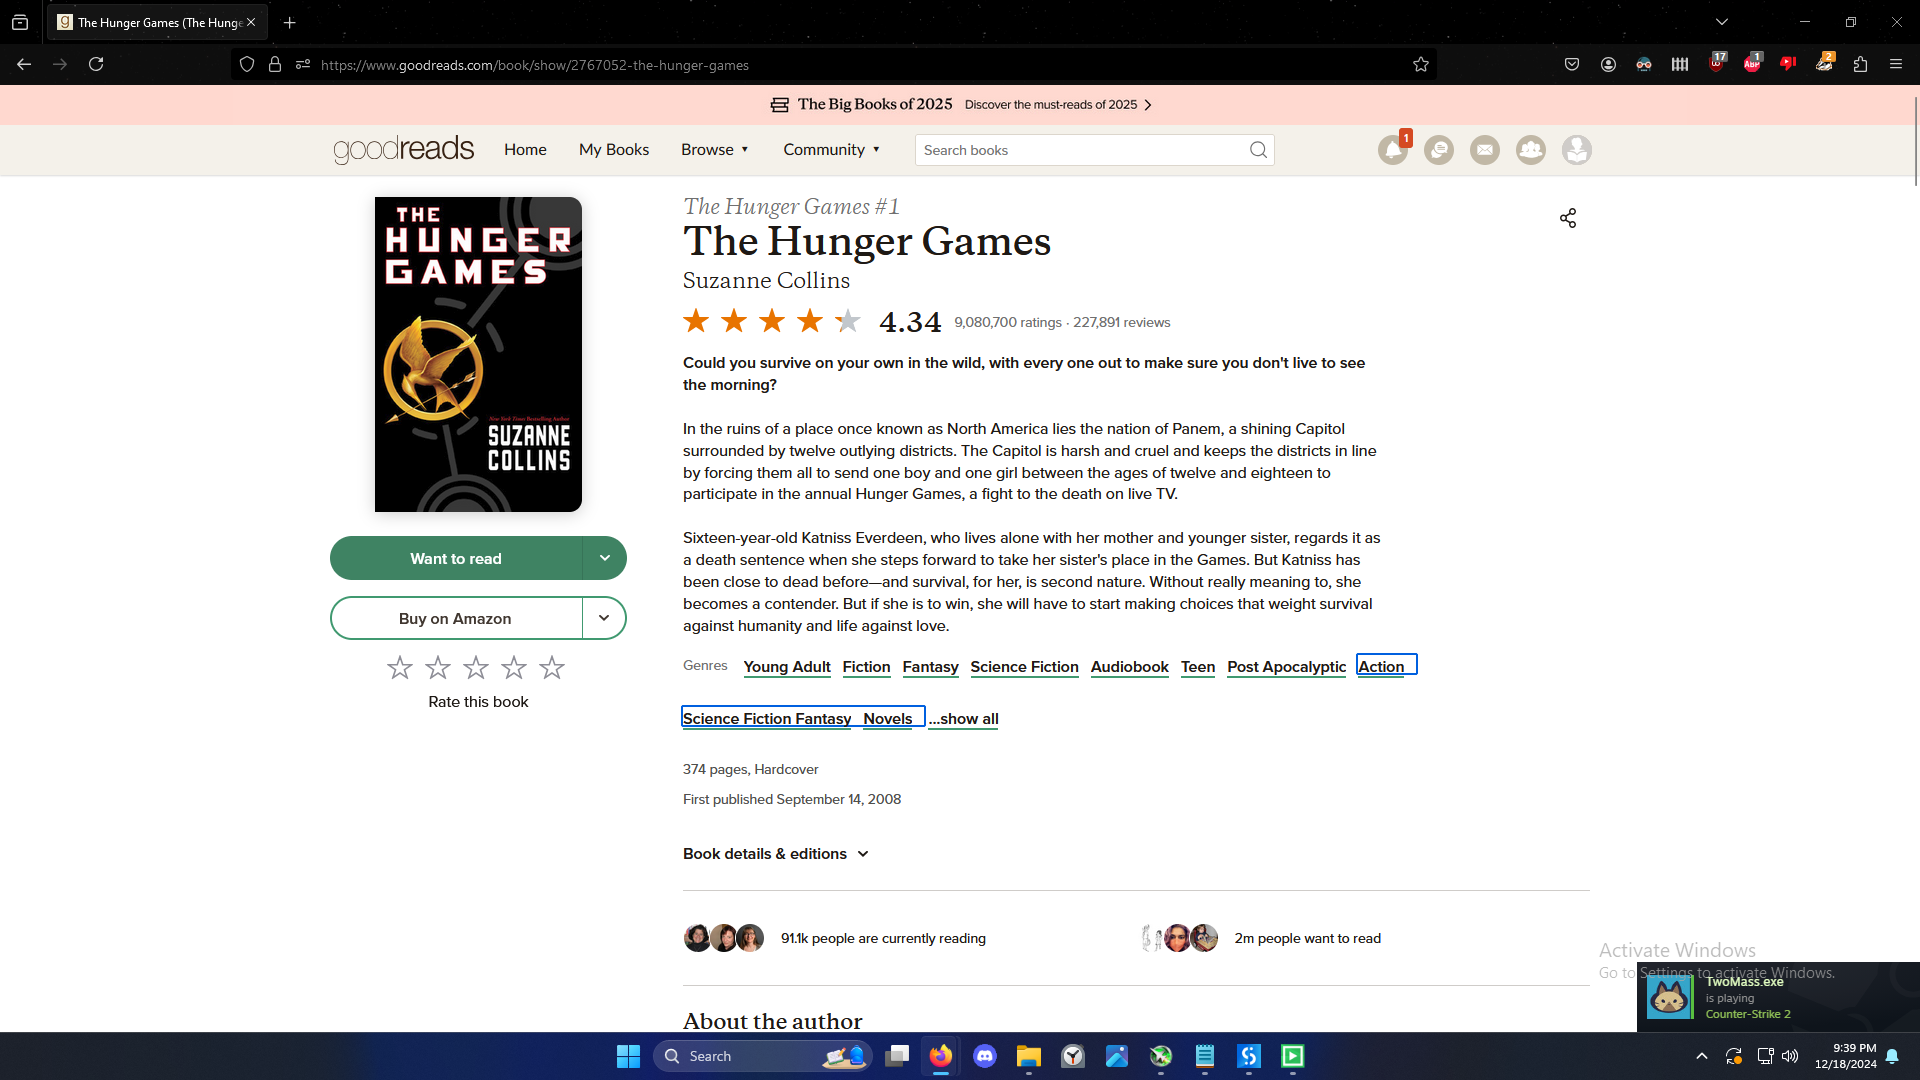 The Hunger Games (The Hunge
https://www.goodreads.com/book/show/2767052-the-hunger-games
17
1
ABP
2
The Big Books of 2025 Discover the must-reads of 2025
goodreads
Home
My Books
Browse
Community
Search books
1
THE
HUNGER
GAMES
New York Times Bestselling Author
SUZANNE
COLLINS
Want to read
Buy on Amazon
Rate this book
The Hunger Games #1
The Hunger Games
Suzanne Collins
4.34 9,080,700 ratings · 227,891 reviews
Could you survive on your own in the wild, with every one out to make sure you don't live to see
the morning?
In the ruins of a place once known as North America lies the nation of Panem, a shining Capitol
surrounded by twelve outlying districts. The Capitol is harsh and cruel and keeps the districts in line
by forcing them all to send one boy and one girl between the ages of twelve and eighteen to
participate in the annual Hunger Games, a fight to the death on live TV.
Sixteen-year-old Katniss Everdeen, who lives alone with her mother and younger sister, regards it as
a death sentence when she steps forward to take her sister's place in the Games. But Katniss has
been close to dead before—and survival, for her, is second nature. Without really meaning to, she
becomes a contender. But if she is to win, she will have to start making choices that weight survival
against humanity and life against love.
Genres Young Adult Fiction Fantasy Science Fiction Audiobook Teen Post Apocalyptic Action
Science Fiction Fantasy Novels ...show all
374 pages, Hardcover
First published September 14, 2008
Book details & editions
91.1k people are currently reading
2m people want to read
About the author
Activate Windows
Go to Settings to activate Windows.
TwoMass.exe
is playing
Counter-Strike 2
Search
9:39 PM
12/18/2024